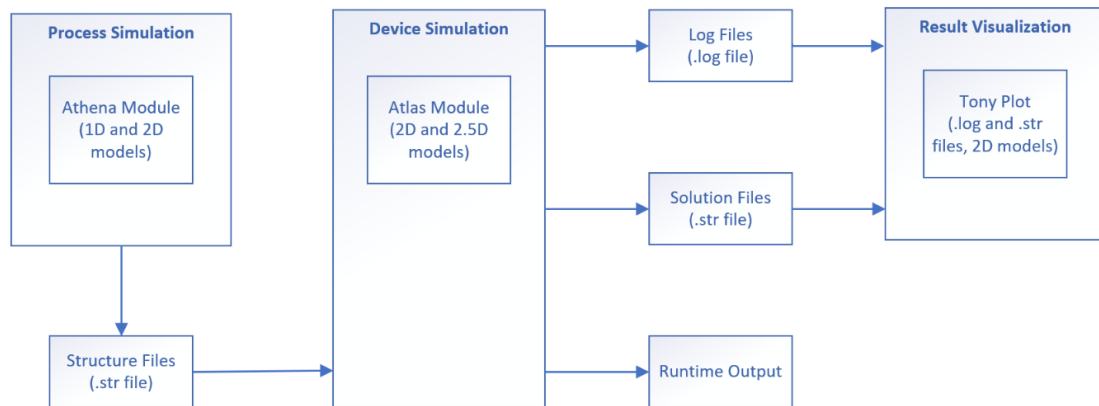 Process Simulation
Athena Module
(1D and 2D
models)
Structure Files
(.str file)
Device Simulation
Atlas Module
(2D and 2.5D
models)
Log Files
(.log file)
Solution Files
(.str file)
Runtime Output
Result Visualization
Tony Plot
(.log and .str
files, 2D models)